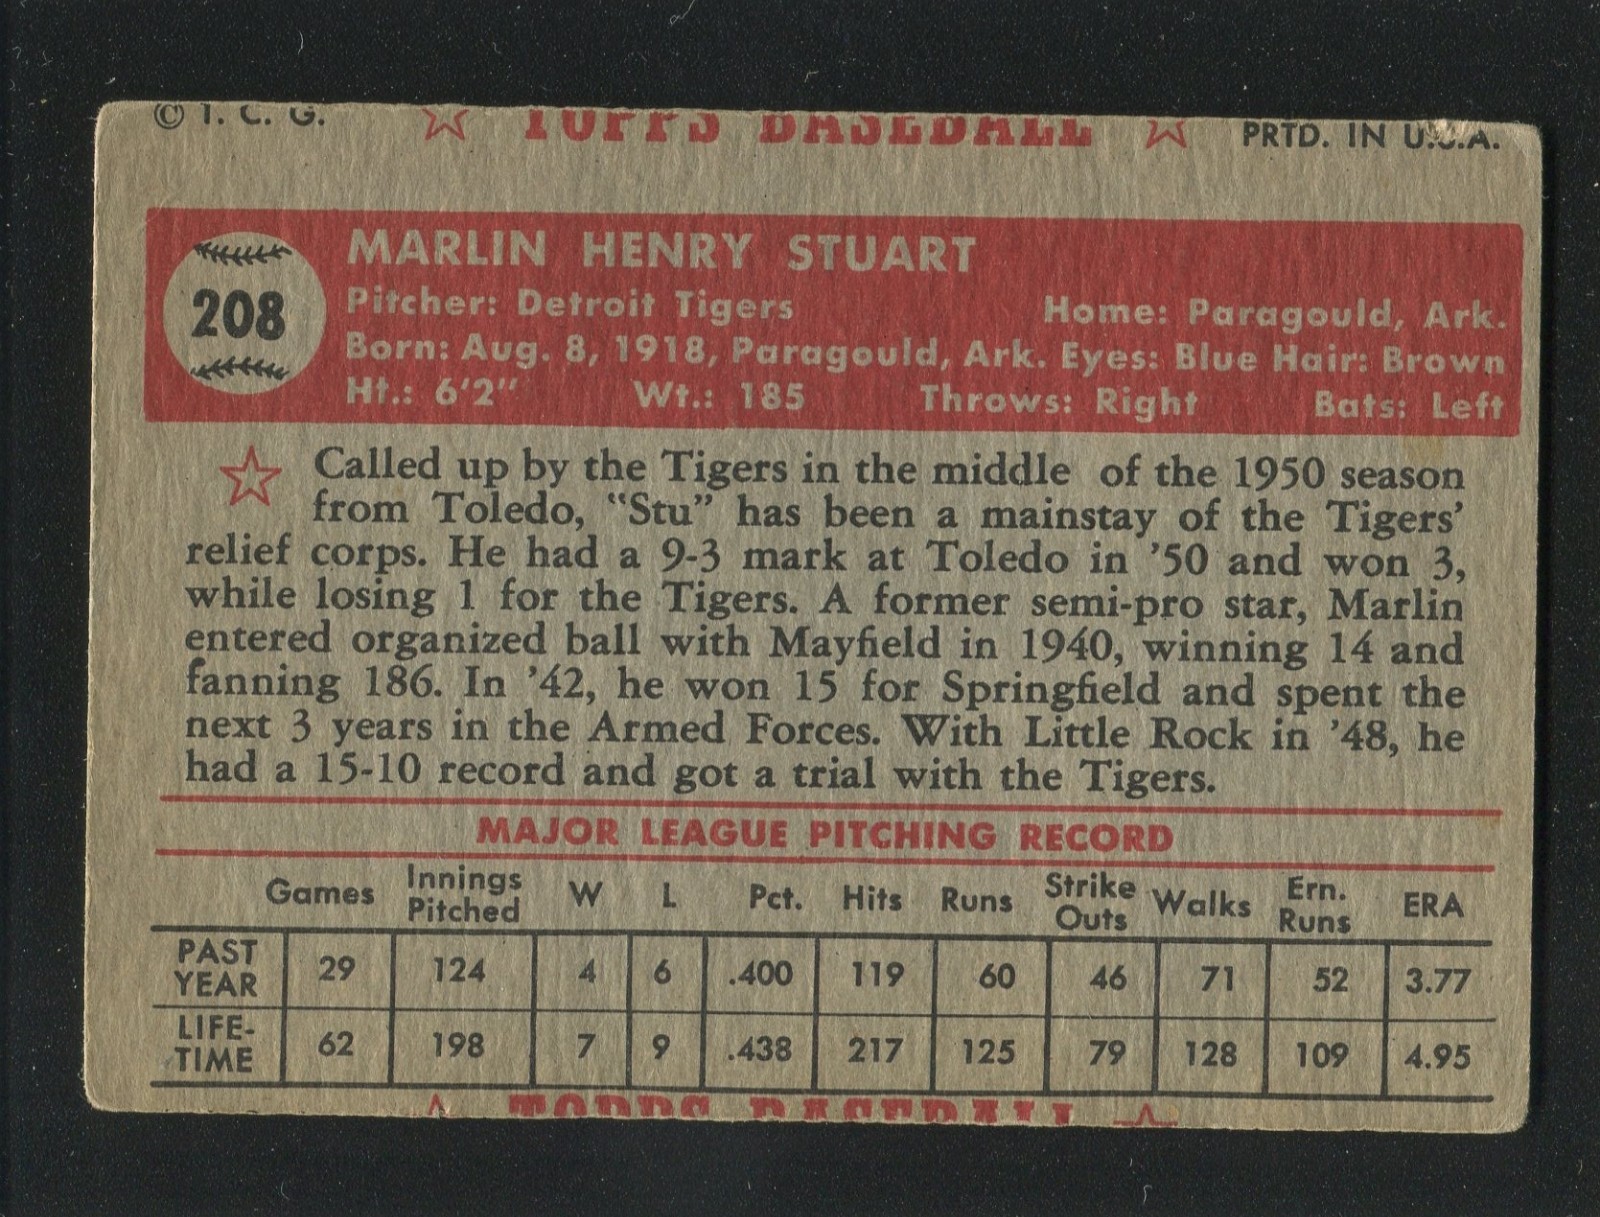 © T. C. G. ☆ TOPPS BASEBALL ☆ PRTD. IN U.S.A.
208
MARLIN HENRY STUART
Pitcher: Detroit Tigers Home: Paragould, Ark.
Born: Aug. 8, 1918, Paragould, Ark. Eyes: Blue Hair: Brown
Ht.: 6'2" Wt.: 185 Throws: Right Bats: Left
Called up by the Tigers in the middle of the 1950 season
from Toledo, "Stu" has been a mainstay of the Tigers'
relief corps. He had a 9-3 mark at Toledo in '50 and won 3,
while losing 1 for the Tigers. A former semi-pro star, Marlin
entered organized ball with Mayfield in 1940, winning 14 and
fanning 186. In '42, he won 15 for Springfield and spent the
next 3 years in the Armed Forces. With Little Rock in '48, he
had a 15-10 record and got a trial with the Tigers.
MAJOR LEAGUE PITCHING RECORD
Games Innings Pitched W L Pct. Hits Runs Strike Outs Walks Ern. Runs ERA
PAST YEAR 29 124 4 6 .400 119 60 46 71 52 3.77
LIFE-TIME 62 198 7 9 .438 217 125 79 128 109 4.95
TOPPS BASEBALL